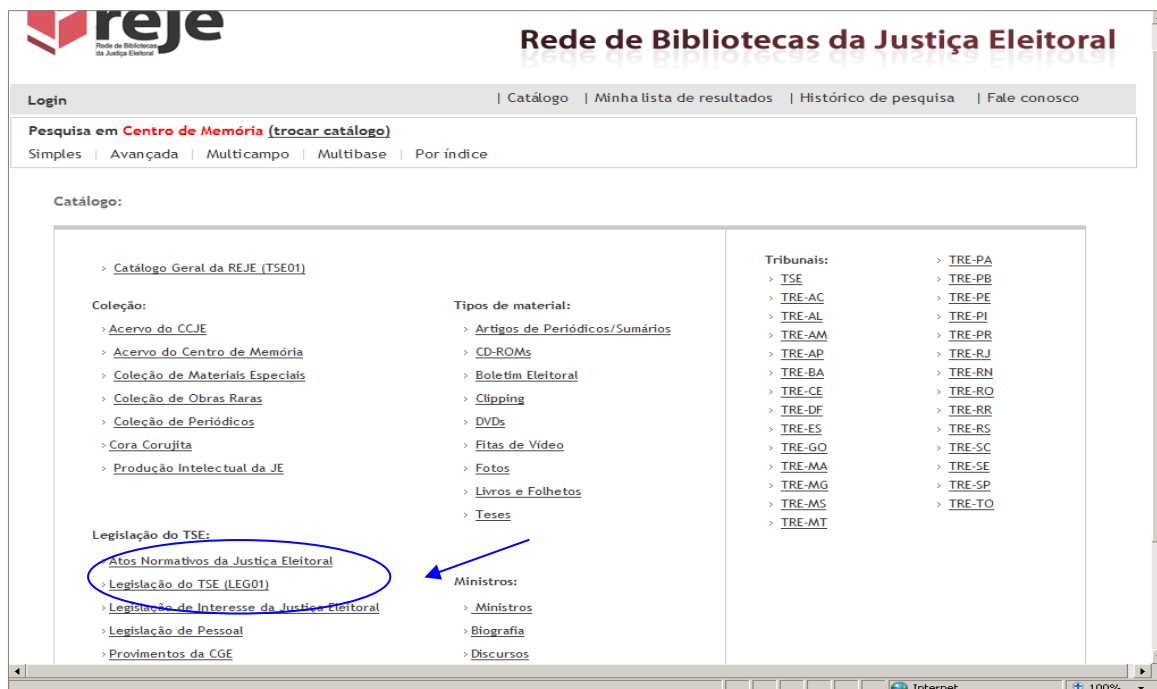 reje
Rede de Bibliotecas
da Justiça Eleitoral
Rede de Bibliotecas da Justiça Eleitoral
Login
| Catálogo | Minha lista de resultados | Histórico de pesquisa | Fale conosco
Pesquisa em Centro de Memória (trocar catálogo)
Simples | Avançada | Multicampo | Multibase | Por índice
Catálogo:
› Catálogo Geral da REJE (TSE01)
Coleção:
› Acervo do CCJE
› Acervo do Centro de Memória
› Coleção de Materiais Especiais
› Coleção de Obras Raras
› Coleção de Periódicos
› Cora Corujita
› Produção Intelectual da JE
Legislação do TSE:
› Atos Normativos da Justiça Eleitoral
› Legislação do TSE (LEG01)
› Legislação de Interesse da Justiça Eleitoral
› Legislação de Pessoal
› Provimentos da CGE
Tipos de material:
› Artigos de Periódicos/Sumários
› CD-ROMs
› Boletim Eleitoral
› Clipping
› DVDs
› Fitas de Vídeo
› Fotos
› Livros e Folhetos
› Teses
Ministros:
› Ministros
› Biografia
› Discursos
Tribunais:
› TSE
› TRE-AC
› TRE-AL
› TRE-AM
› TRE-AP
› TRE-BA
› TRE-CE
› TRE-DF
› TRE-ES
› TRE-GO
› TRE-MA
› TRE-MG
› TRE-MS
› TRE-MT
› TRE-PA
› TRE-PB
› TRE-PE
› TRE-PI
› TRE-PR
› TRE-RJ
› TRE-RN
› TRE-RO
› TRE-RR
› TRE-RS
› TRE-SC
› TRE-SE
› TRE-SP
› TRE-TO
Internet
100%